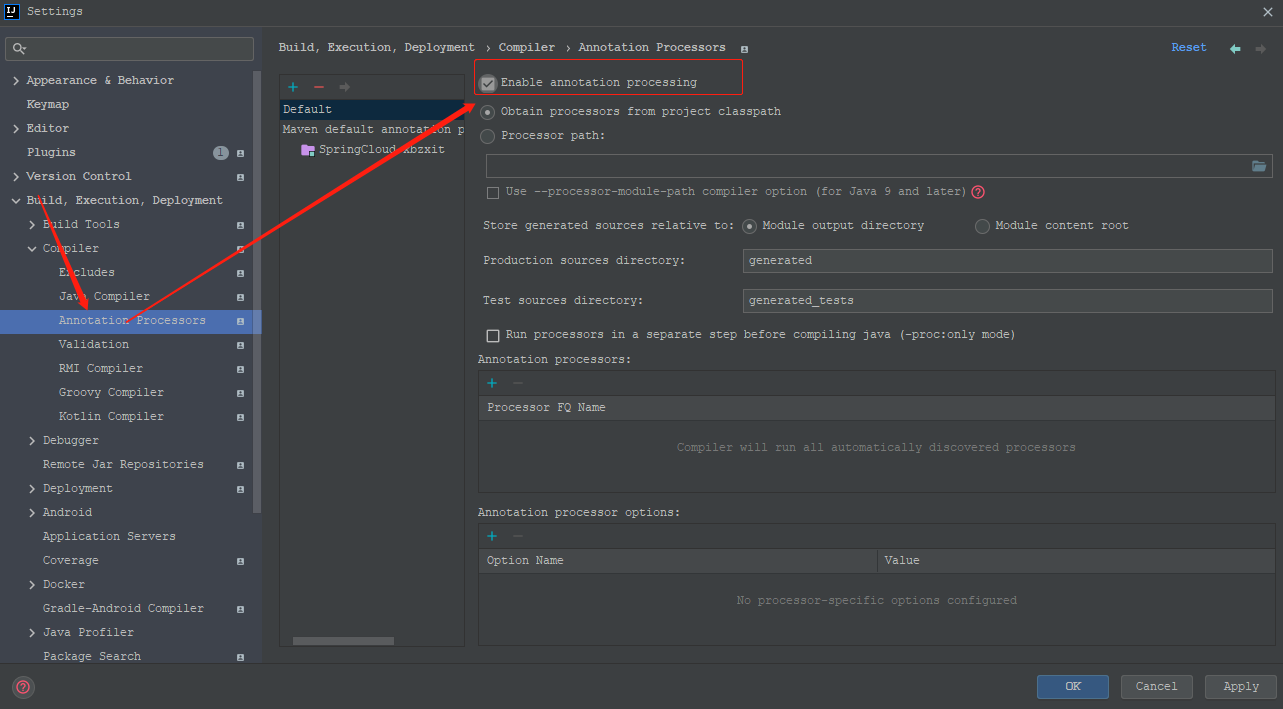 IJ Settings
Build, Execution, Deployment › Compiler › Annotation Processors
Reset
Appearance & Behavior
Keymap
Editor
Plugins 1
Version Control
Build, Execution, Deployment
Build Tools
Compiler
Excludes
Java Compiler
Annotation Processors
Validation
RMI Compiler
Groovy Compiler
Kotlin Compiler
Debugger
Remote Jar Repositories
Deployment
Android
Application Servers
Coverage
Docker
Gradle-Android Compiler
Java Profiler
Package Search
Default
Maven default annotation p
SpringCloud-xbzxit
Enable annotation processing
Obtain processors from project classpath
Processor path:
Use --processor-module-path compiler option (for Java 9 and later) ?
Store generated sources relative to: Module output directory Module content root
Production sources directory: generated
Test sources directory: generated_tests
Run processors in a separate step before compiling java (-proc:only mode)
Annotation processors:
Processor FQ Name
Compiler will run all automatically discovered processors
Annotation processor options:
Option Name Value
No processor-specific options configured
? OK Cancel Apply